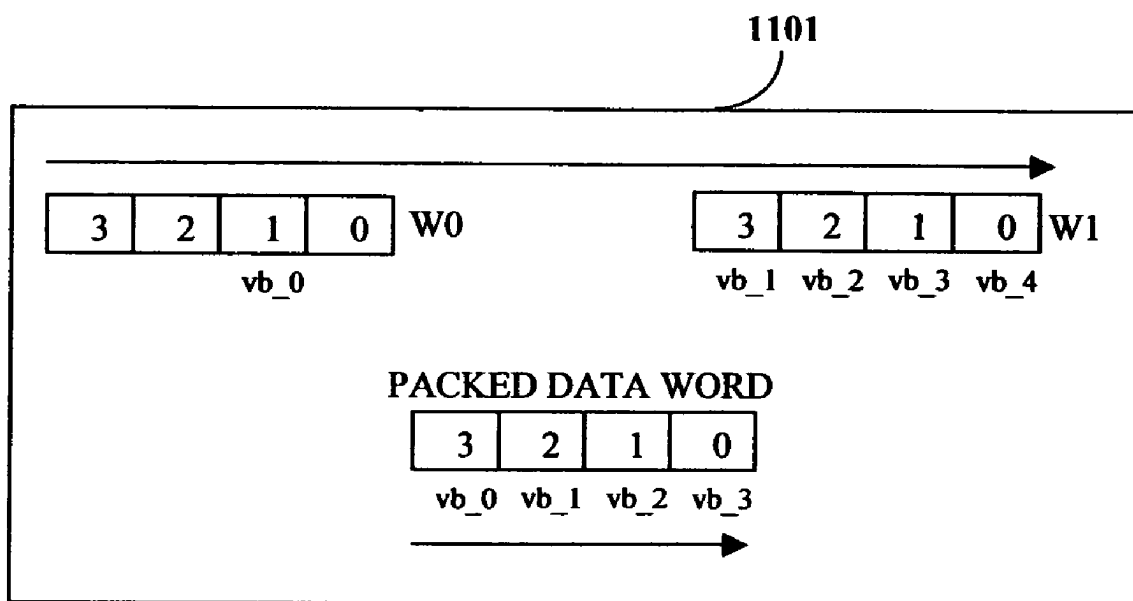 1101
3 2 1 0 W0 3 2 1 0 W1
vb_0 vb_1 vb_2 vb_3 vb_4
PACKED DATA WORD
3 2 1 0
vb_0 vb_1 vb_2 vb_3